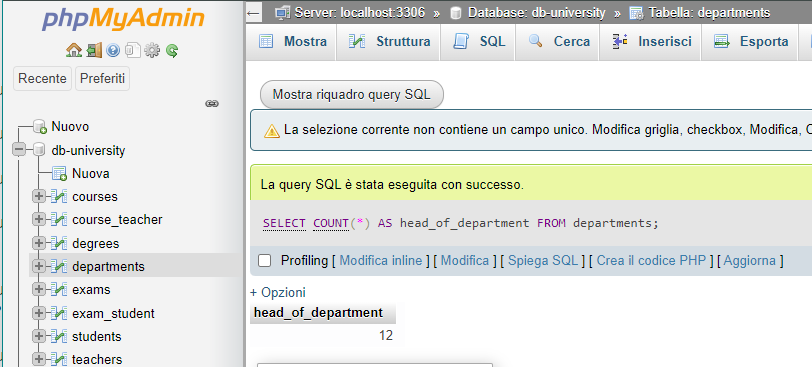 phpMyAdmin
Recente Preferiti
Nuovo
db-university
Nuova
courses
course_teacher
degrees
departments
exams
exam_student
students
teachers
Server: localhost:3306 » Database: db-university » Tabella: departments
Mostra Struttura SQL Cerca Inserisci Esporta
Mostra riquadro query SQL
La selezione corrente non contiene un campo unico. Modifica griglia, checkbox, Modifica,
La query SQL è stata eseguita con successo.
SELECT COUNT(*) AS head_of_department FROM departments;
Profiling [ Modifica inline ] [ Modifica ] [ Spiega SQL ] [ Crea il codice PHP ] [ Aggiorna ]
+ Opzioni
head_of_department
12